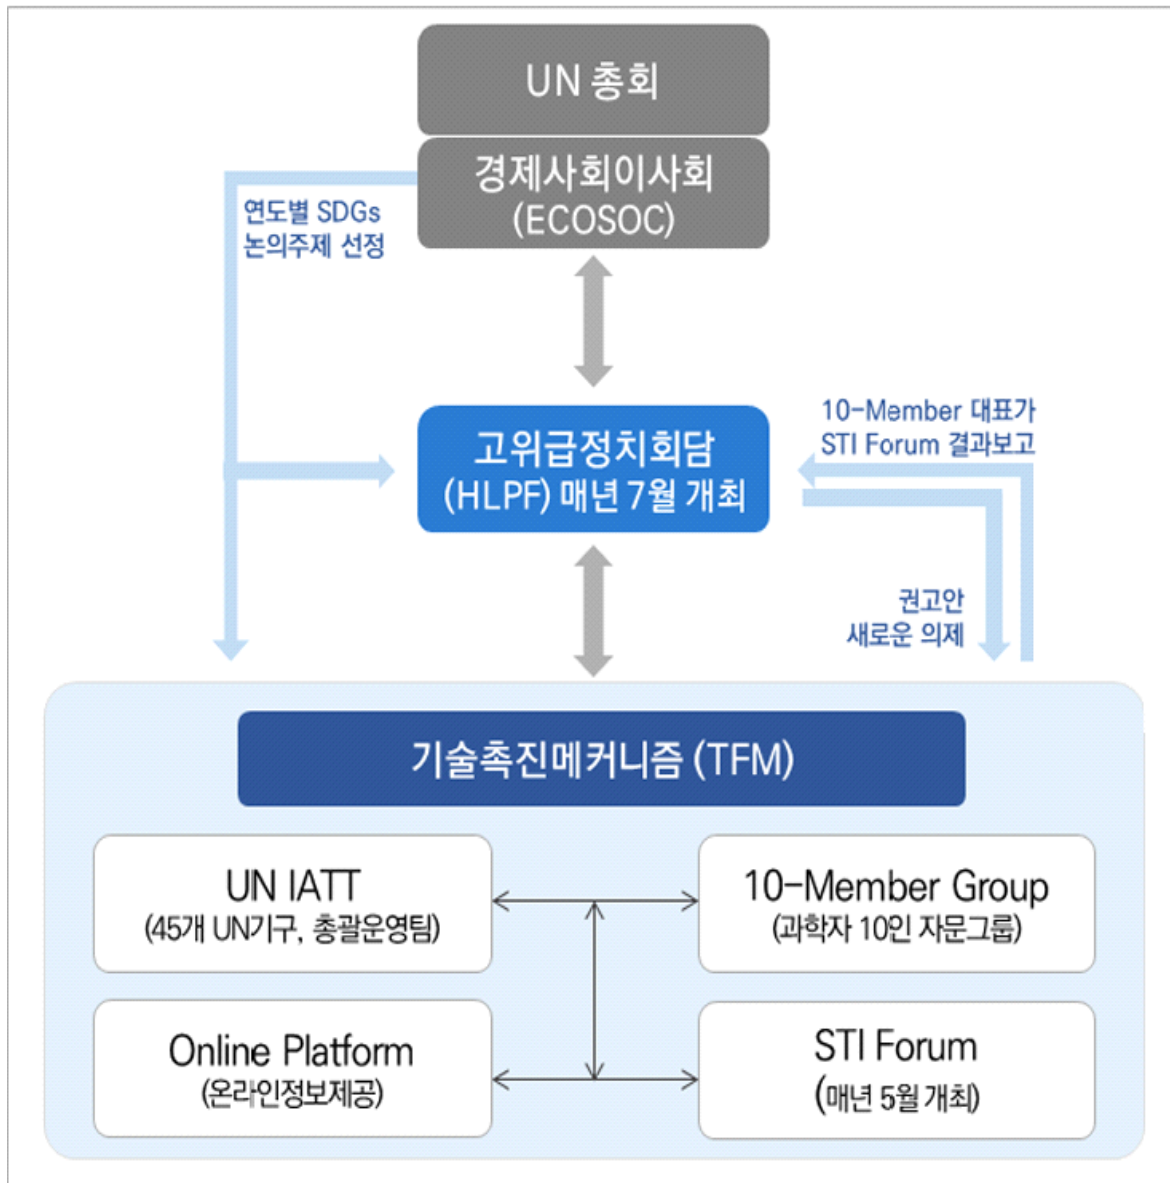 UN 총회
경제사회이사회
(ECOSOC)
연도별 SDGs
논의주제 선정
고위급정치회담
(HLPF) 매년 7월 개최
10-Member 대표가
STI Forum 결과보고
권고안
새로운 의제
기술촉진메커니즘 (TFM)
UN IATT
(45개 UN기구, 총괄운영팀)
10-Member Group
(과학자 10인 자문그룹)
Online Platform
(온라인정보제공)
STI Forum
(매년 5월 개최)